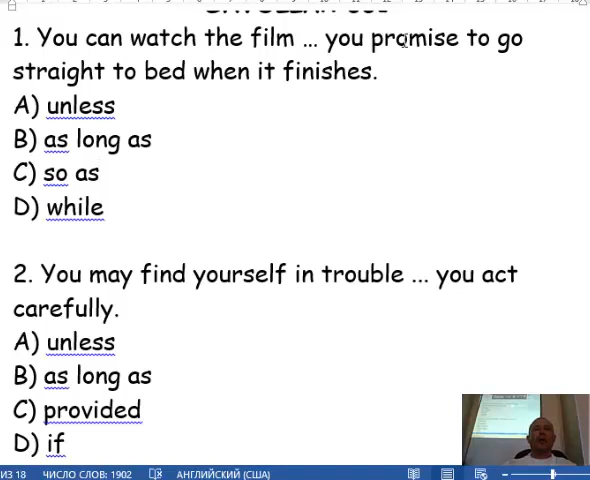 1. You can watch the film ... you promise to go
straight to bed when it finishes.
A) unless
B) as long as
C) so as
D) while
2. You may find yourself in trouble ... you act
carefully.
A) unless
B) as long as
C) provided
D) if
ИЗ 18 ЧИСЛО СЛОВ: 1902 АНГЛИЙСКИЙ (США)